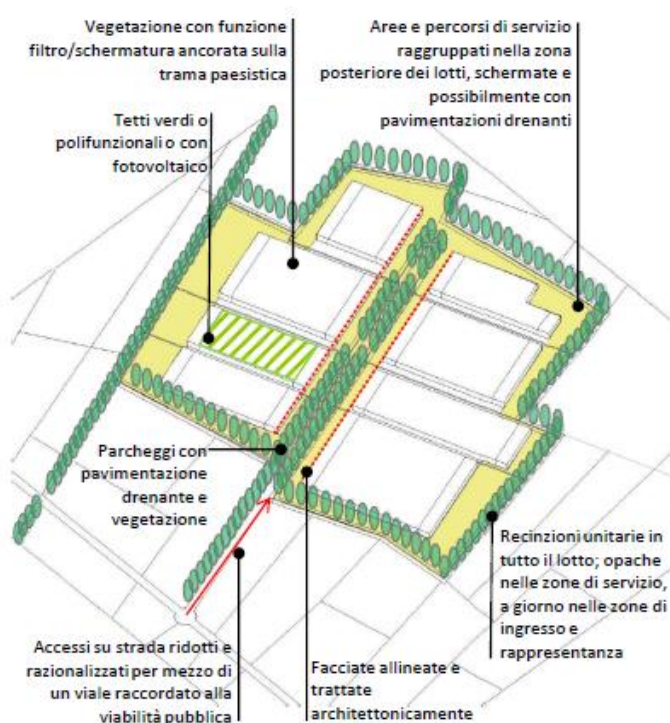 Vegetazione con funzione
filtro/schermatura ancorata sulla
trama paesistica
Aree e percorsi di servizio
raggruppati nella zona
posteriore dei lotti, schermate e
possibilmente con
pavimentazioni drenanti
Tetti verdi o
polifunzionali o con
fotovoltaico
Parcheggi con
pavimentazione
drenante e
vegetazione
Recinzioni unitarie in
tutto il lotto; opache
nelle zone di servizio,
a giorno nelle zone di
ingresso e
rappresentanza
Accessi su strada ridotti e
razionalizzati per mezzo di
un viale raccordato alla
viabilità pubblica
Facciate allineate e
trattate
architettonicamente